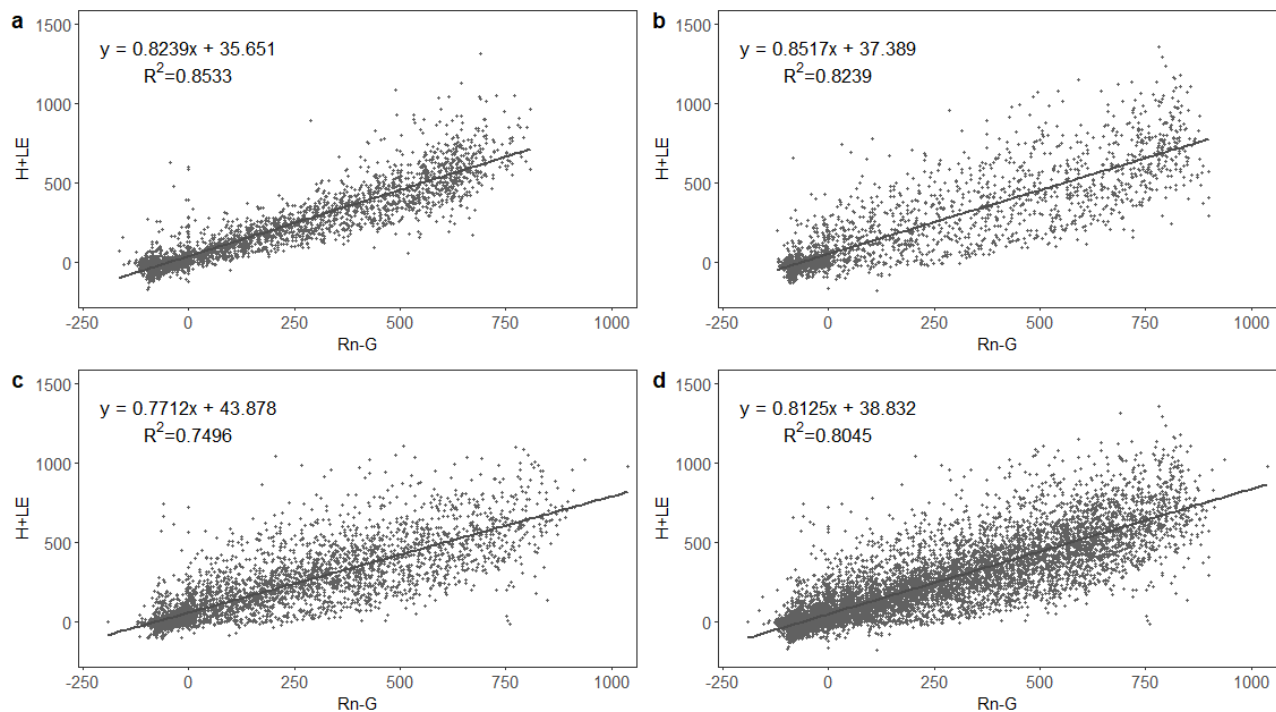 a
y = 0.8239x + 35.651
R²=0.8533
1500
1000
500
0
H+LE
-250 0 250 500 750 1000
Rn-G
b
y = 0.8517x + 37.389
R²=0.8239
1500
1000
500
0
H+LE
-250 0 250 500 750 1000
Rn-G
c
y = 0.7712x + 43.878
R²=0.7496
1500
1000
500
0
H+LE
-250 0 250 500 750 1000
Rn-G
d
y = 0.8125x + 38.832
R²=0.8045
1500
1000
500
0
H+LE
-250 0 250 500 750 1000
Rn-G